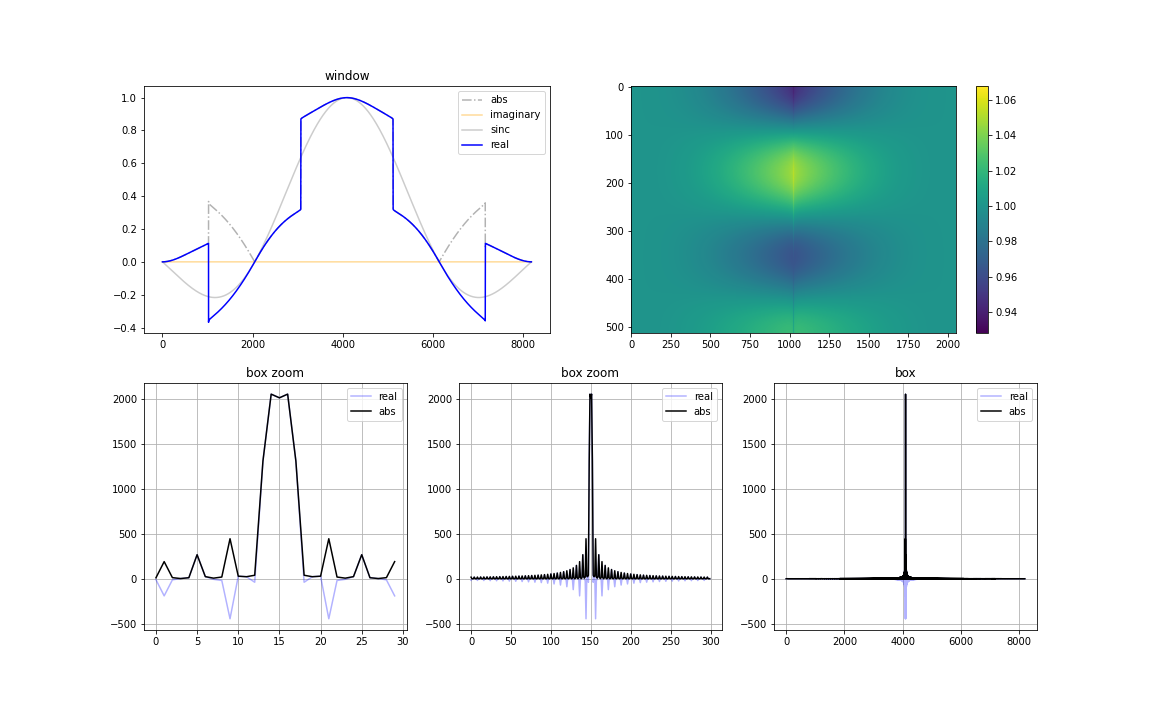 window
1.0
0.8
0.6
0.4
0.2
0.0
−0.2
−0.4
0 2000 4000 6000 8000
abs
imaginary
sinc
real
0
100
200
300
400
500
0 250 500 750 1000 1250 1500 1750 2000
1.06
1.04
1.02
1.00
0.98
0.96
0.94
box zoom
2000
1500
1000
500
0
−500
0 5 10 15 20 25 30
real
abs
box zoom
2000
1500
1000
500
0
−500
0 50 100 150 200 250 300
real
abs
box
2000
1500
1000
500
0
−500
0 2000 4000 6000 8000
real
abs